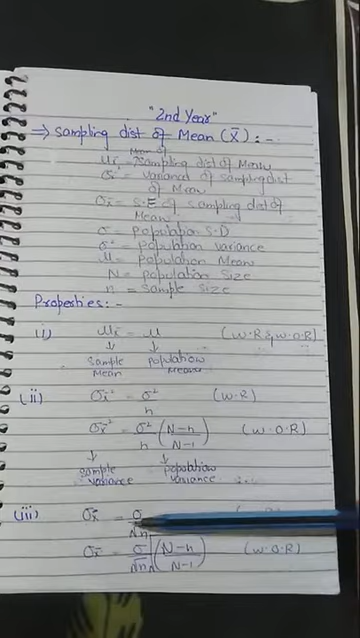 "2nd Year"
⇒ Sampling dist of Mean (X̄) : -
Mean of
μx̄ = sampling dist of Mean
σx̄² = variance of sampling dist
of Mean
σx̄ = S.E of sampling dist of
Mean
σ = population S.D
σ² = population variance
μ = population Mean
N = population Size
n = sample size
Properties : -
(i) μx̄ = μ (W.R & W.O.R)
↓ ↓
sample population
Mean Mean
(ii) σx̄² = σ²/n (W.R)
σx̄² = σ²/n (N-n/N-1) (W.O.R)
↓ ↓
sample population
variance variance
(iii) σx̄ = σ/√n
σx̄ = σ/√n √(N-n/N-1) (W.O.R)